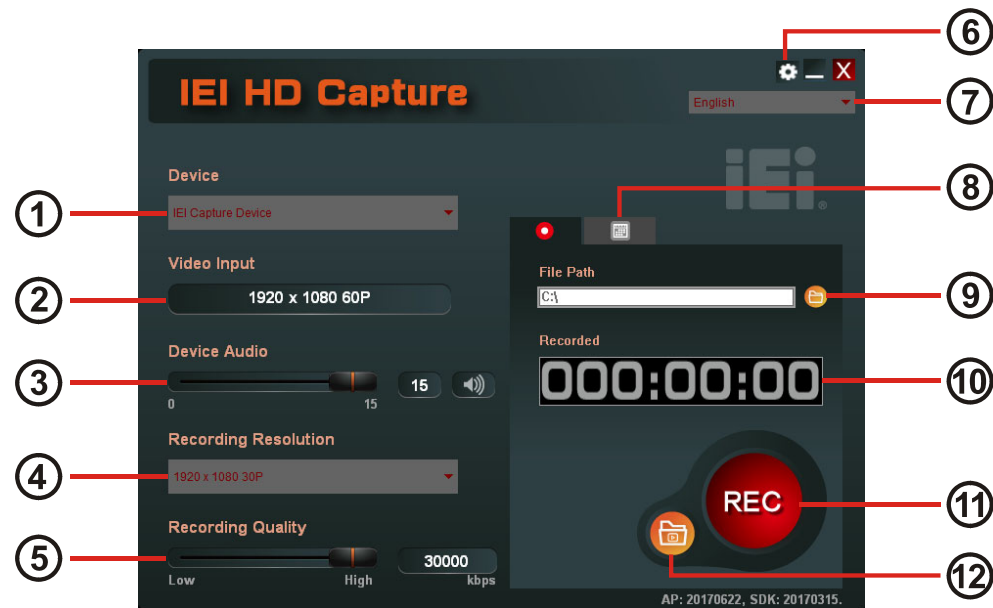 6
X
IEI HD Capture
English
7
iEi®
Device
8
1
IEI Capture Device
Video Input
File Path
2
1920 x 1080 60P
C:\
9
Device Audio
Recorded
3
15
000:00:00
10
0
15
Recording Resolution
4
1920 x 1080 30P
REC
11
Recording Quality
5
30000
Low
High
kbps
12
AP: 20170622, SDK: 20170315.